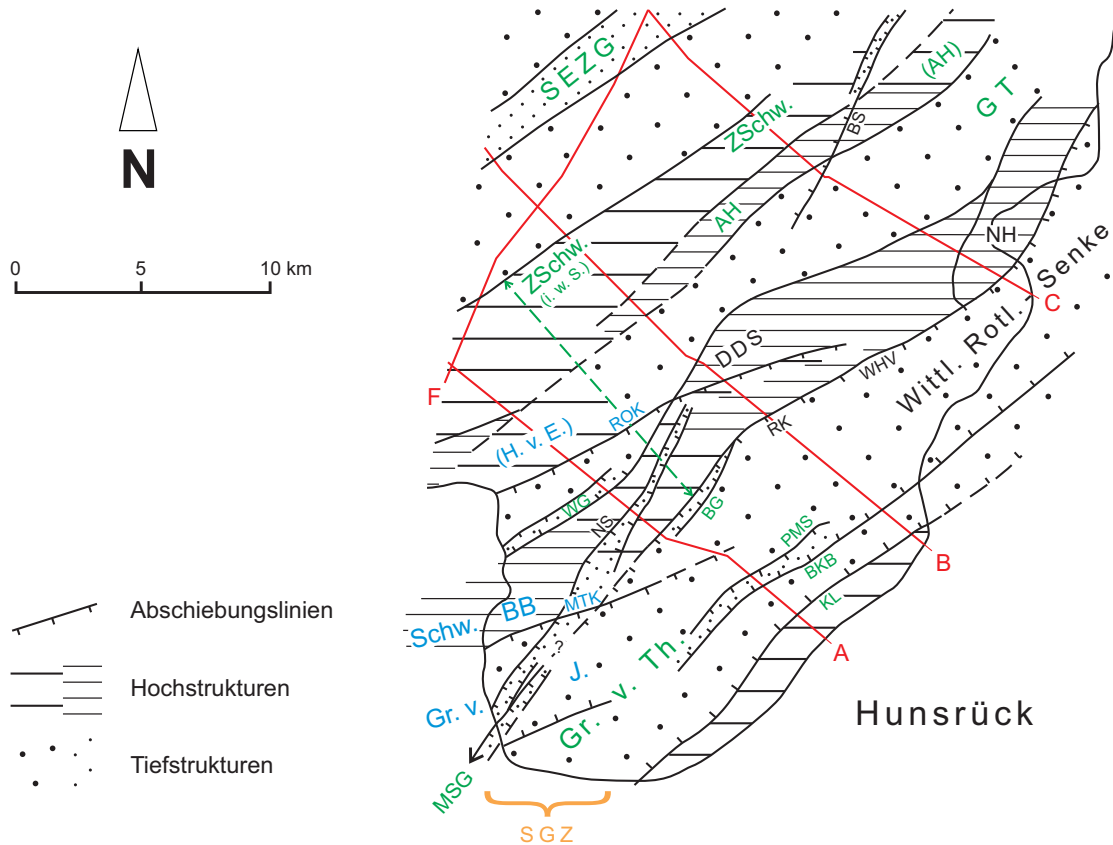 SEZG
(AH)
GT
ZSchw.
BS
N
AH
NH
0 5 10 km
ZSchw.
(i. w. S.)
Senke
C
DDS
Rotl.
WHV
Wittl.
F
ROK
RK
(H. v. E.)
WG
BG
NS
PMS
BKB
B
KL
Abschiebungslinien
BB
MTK
Schw.
A
?
J.
Th.
Hochstrukturen
Gr. v.
Gr. v.
Hunsrück
Tiefstrukturen
MSG
SGZ